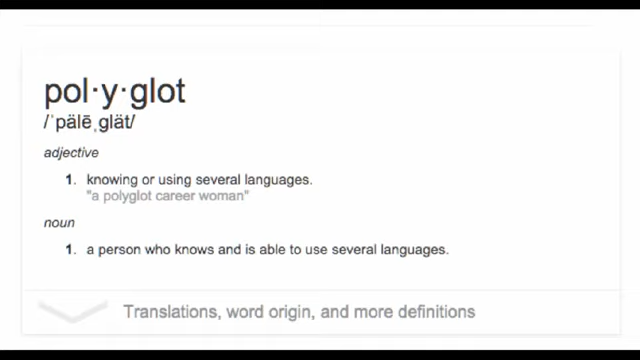 pol·y·glot
/ˈpälēˌglät/
adjective
1. knowing or using several languages.
"a polyglot career woman"
noun
1. a person who knows and is able to use several languages.
Translations, word origin, and more definitions